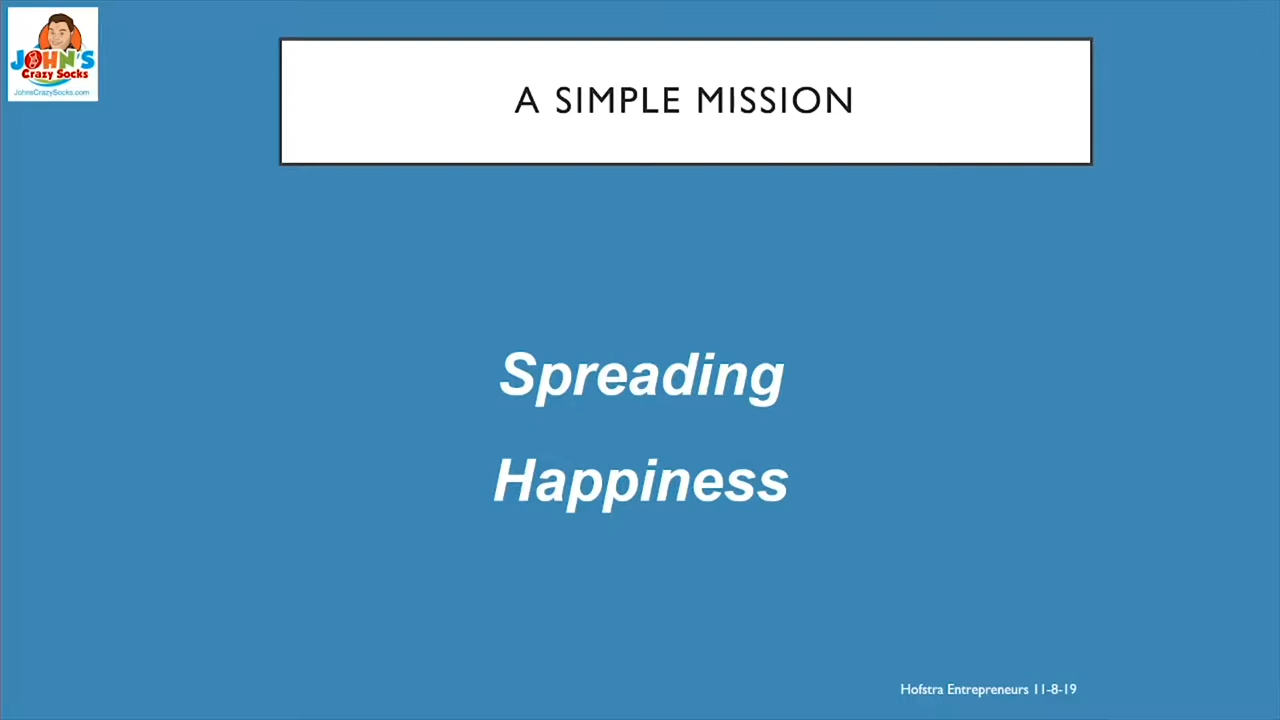 JOHN'S
Crazy Socks
JohnsCrazySocks.com
A SIMPLE MISSION
Spreading
Happiness
Hofstra Entrepreneurs 11-8-19